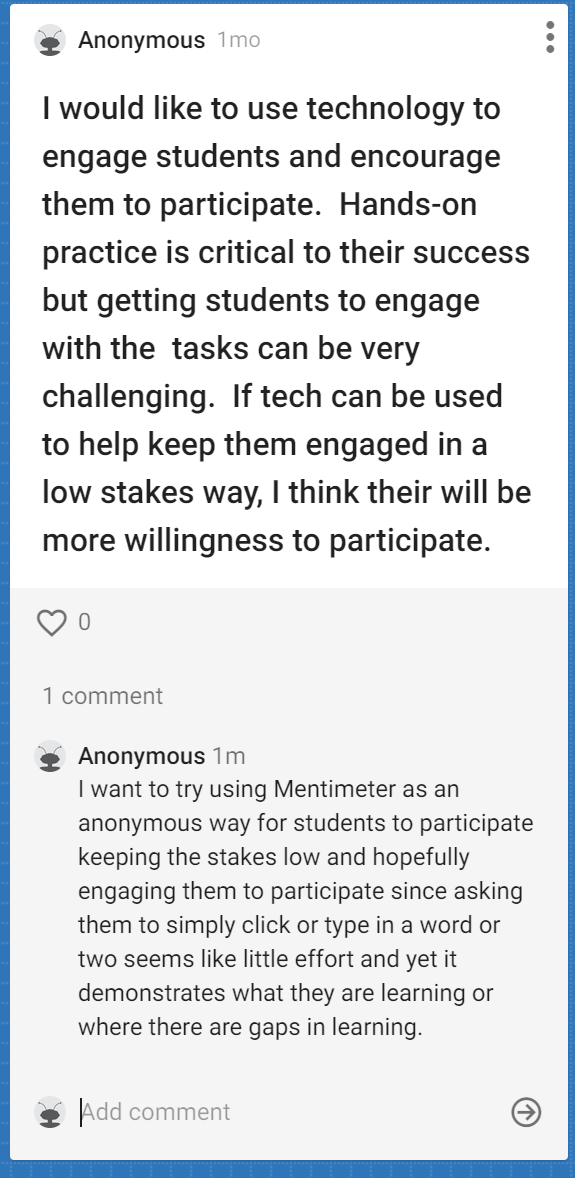 Anonymous 1mo
I would like to use technology to
engage students and encourage
them to participate.  Hands-on
practice is critical to their success
but getting students to engage
with the  tasks can be very
challenging.  If tech can be used
to help keep them engaged in a
low stakes way, I think their will be
more willingness to participate.
0
1 comment
Anonymous 1m
I want to try using Mentimeter as an
anonymous way for students to participate
keeping the stakes low and hopefully
engaging them to participate since asking
them to simply click or type in a word or
two seems like little effort and yet it
demonstrates what they are learning or
where there are gaps in learning.
Add comment